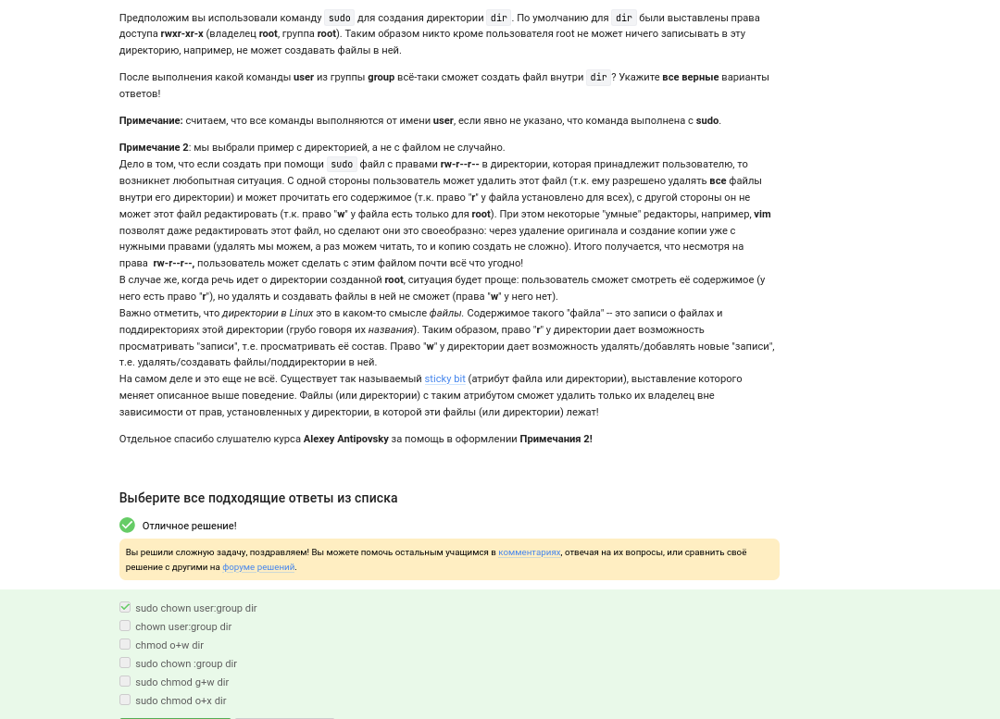 Предположим вы использовали команду sudo для создания директории dir. По умолчанию для dir были выставлены права
доступа rwxr-xr-x (владелец root, группа root). Таким образом никто кроме пользователя root не может ничего записывать в эту
директорию, например, не может создавать файлы в ней.
После выполнения какой команды user из группы group всё-таки сможет создать файл внутри dir? Укажите все верные варианты
ответов!
Примечание: считаем, что все команды выполняются от имени user, если явно не указано, что команда выполнена с sudo.
Примечание 2: мы выбрали пример с директорией, а не с файлом не случайно.
Дело в том, что если создать при помощи sudo файл с правами rw-r--r-- в директории, которая принадлежит пользователю, то
возникнет любопытная ситуация. С одной стороны пользователь может удалить этот файл (т.к. ему разрешено удалять все файлы
внутри его директории) и может прочитать его содержимое (т.к. право "r" у файла установлено для всех), с другой стороны он не
может этот файл редактировать (т.к. право "w" у файла есть только для root). При этом некоторые "умные" редакторы, например, vim
позволят даже редактировать этот файл, но сделают они это своеобразно: через удаление оригинала и создание копии уже с
нужными правами (удалять мы можем, а раз можем читать, то и копию создать не сложно). Итого получается, что несмотря на
права rw-r--r--, пользователь может сделать с этим файлом почти всё что угодно!
В случае же, когда речь идет о директории созданной root, ситуация будет проще: пользователь сможет смотреть её содержимое (у
него есть право "r"), но удалять и создавать файлы в ней не сможет (права "w" у него нет).
Важно отметить, что директории в Linux это в каком-то смысле файлы. Содержимое такого "файла" -- это записи о файлах и
поддиректориях этой директории (грубо говоря их названия). Таким образом, право "r" у директории дает возможность
просматривать "записи", т.е. просматривать её состав. Право "w" у директории дает возможность удалять/добавлять новые "записи",
т.е. удалять/создавать файлы/поддиректории в ней.
На самом деле и это еще не всё. Существует так называемый sticky bit (атрибут файла или директории), выставление которого
меняет описанное выше поведение. Файлы (или директории) с таким атрибутом сможет удалить только их владелец вне
зависимости от прав, установленных у директории, в которой эти файлы (или директории) лежат!
Отдельное спасибо слушателю курса Alexey Antipovsky за помощь в оформлении Примечания 2!
Выберите все подходящие ответы из списка
Отличное решение!
Вы решили сложную задачу, поздравляем! Вы можете помочь остальным учащимся в комментариях, отвечая на их вопросы, или сравнить своё
решение с другими на форуме решений.
sudo chown user:group dir
chown user:group dir
chmod o+w dir
sudo chown :group dir
sudo chmod g+w dir
sudo chmod o+x dir